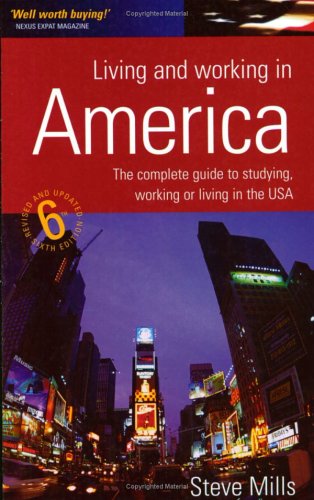 'Well worth buying!'
NEXUS EXPAT MAGAZINE
Living and working in
America
The complete guide to studying,
working or living in the USA
REVISED AND UPDATED
6TH
SIXTH EDITION
Steve Mills